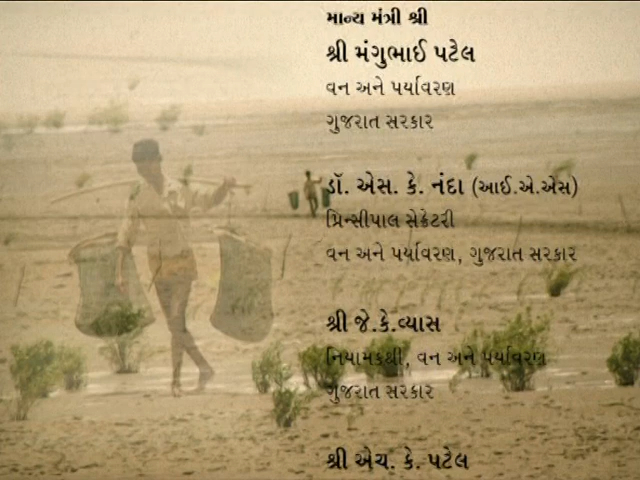 માન્ય મંત્રી શ્રી
શ્રી મંગુભાઈ પટેલ
વન અને પર્યાવરણ
ગુજરાત સરકાર
ડૉ. એસ. કે. નંદા (આઈ.એ.એસ)
પ્રિન્સીપાલ સેક્રેટરી
વન અને પર્યાવરણ, ગુજરાત સરકાર
શ્રી જે.કે.વ્યાસ
નિયામકશ્રી, વન અને પર્યાવરણ
ગુજરાત સરકાર
શ્રી એચ. કે. પટેલ